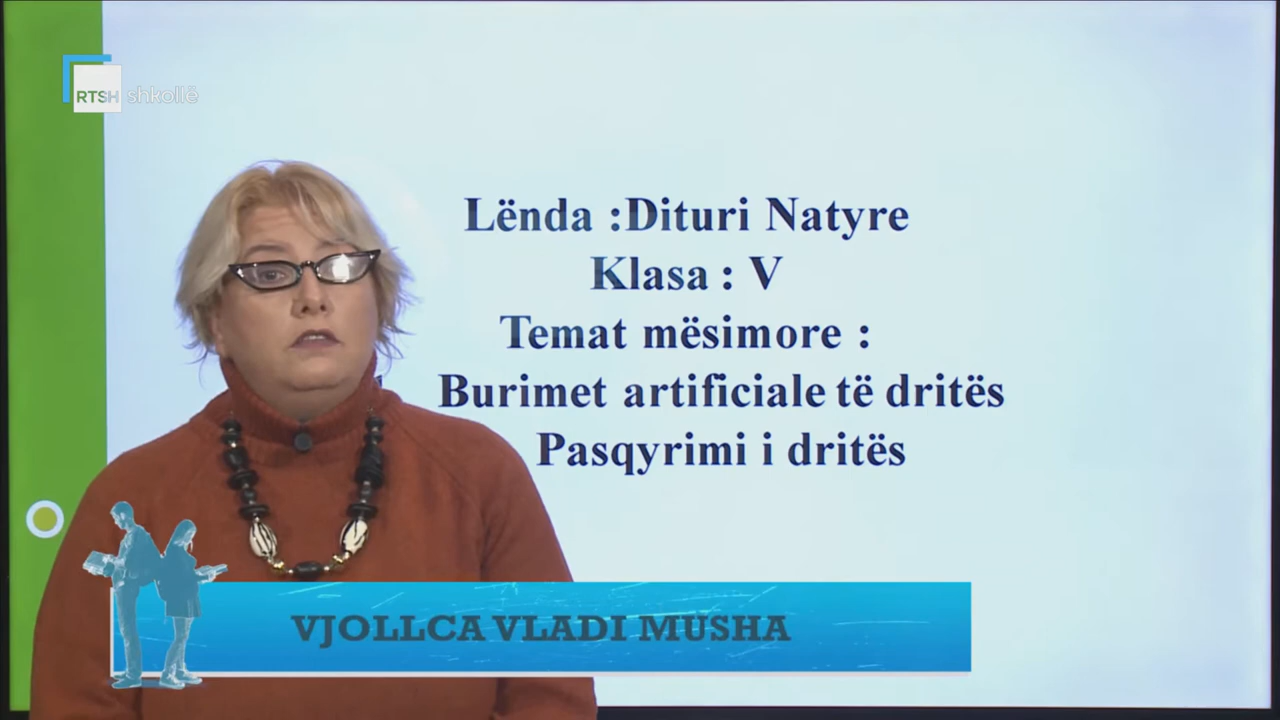 RTSH shkollë
Lënda :Dituri Natyre
Klasa : V
Temat mësimore :
Burimet artificiale të dritës
Pasqyrimi i dritës
VJOLLCA VLADI MUSHA